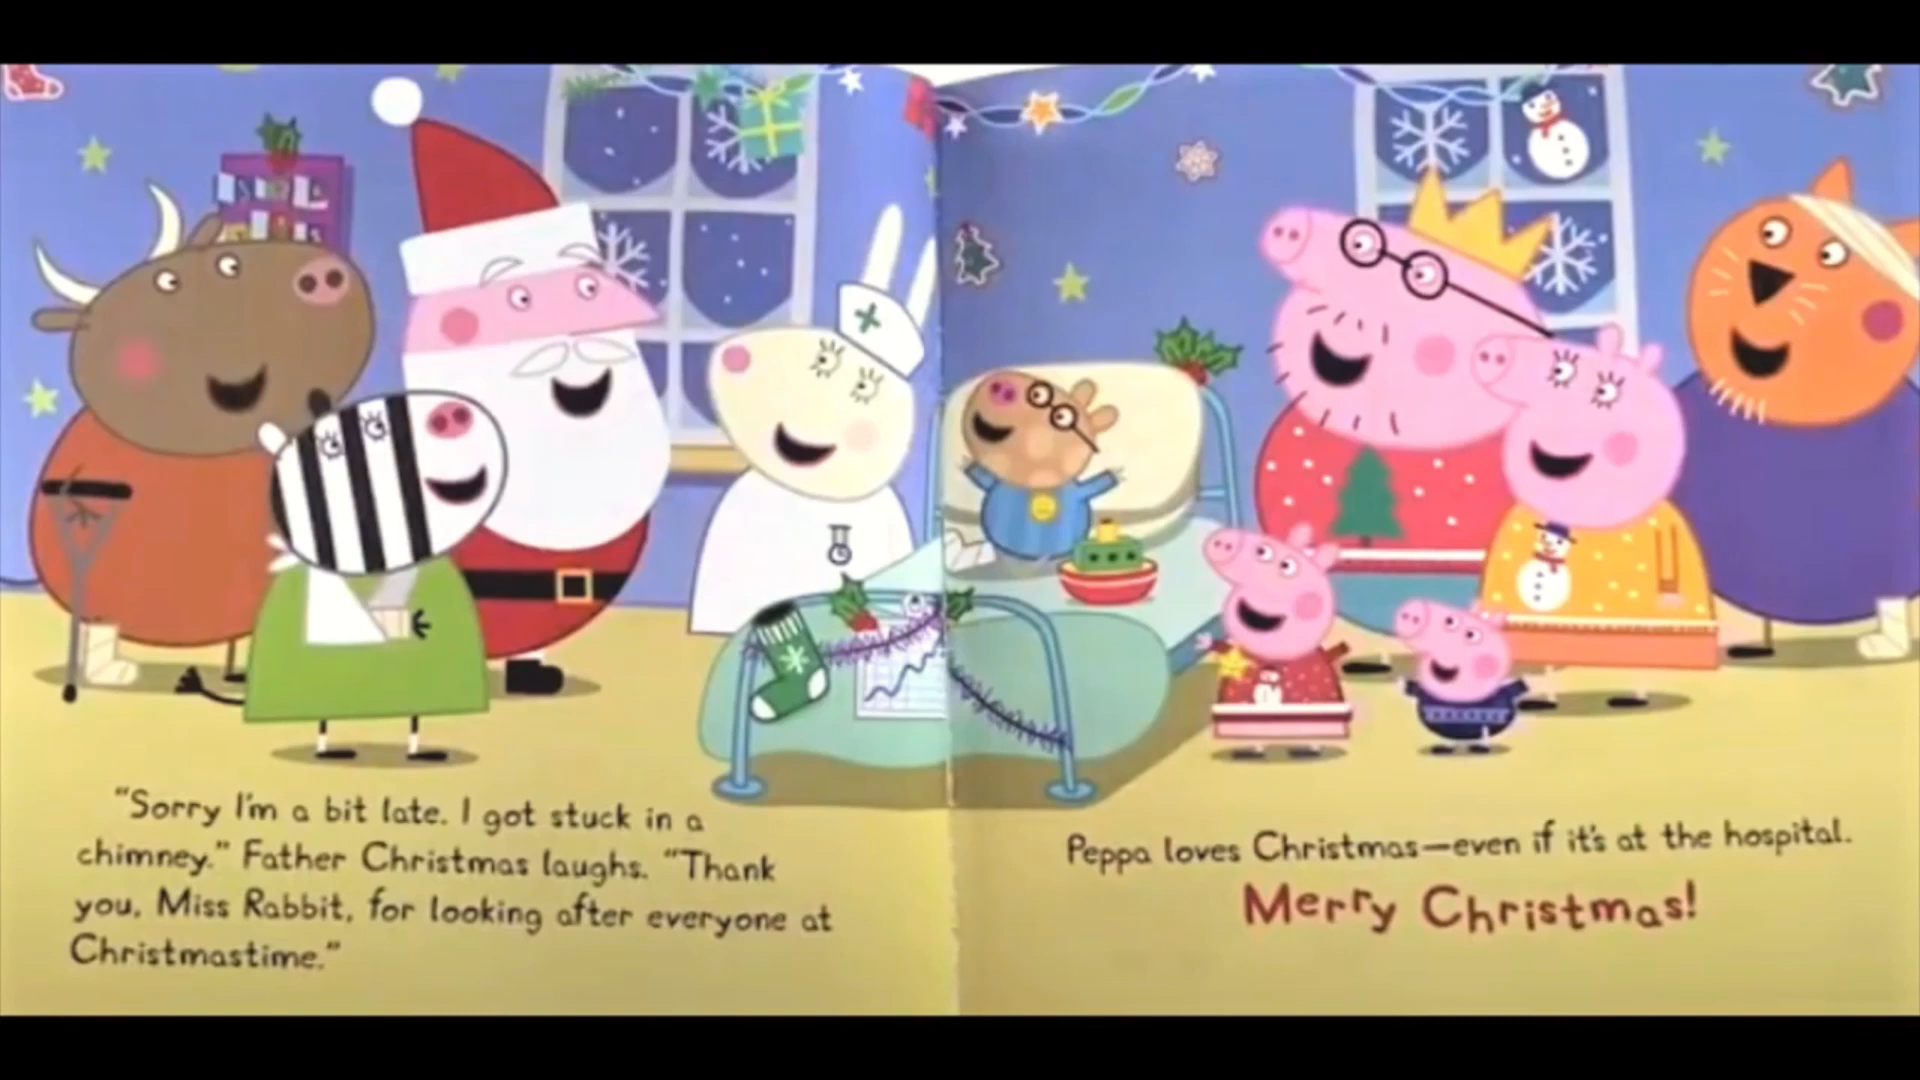 “Sorry I'm a bit late. I got stuck in a
chimney.” Father Christmas laughs. “Thank
you, Miss Rabbit, for looking after everyone at
Christmastime.”
Peppa loves Christmas—even if it's at the hospital.
Merry Christmas!